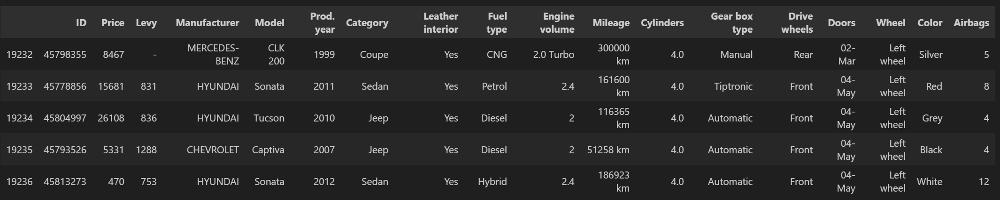 ID Price Levy Manufacturer Model Prod. year Category Leather interior Fuel type Engine volume Mileage Cylinders Gear box type Drive wheels Doors Wheel Color Airbags
19232 45798355 8467 - MERCEDES-BENZ CLK 200 1999 Coupe Yes CNG 2.0 Turbo 300000 km 4.0 Manual Rear 02-Mar Left wheel Silver 5
19233 45778856 15681 831 HYUNDAI Sonata 2011 Sedan Yes Petrol 2.4 161600 km 4.0 Tiptronic Front 04-May Left wheel Red 8
19234 45804997 26108 836 HYUNDAI Tucson 2010 Jeep Yes Diesel 2 116365 km 4.0 Automatic Front 04-May Left wheel Grey 4
19235 45793526 5331 1288 CHEVROLET Captiva 2007 Jeep Yes Diesel 2 51258 km 4.0 Automatic Front 04-May Left wheel Black 4
19236 45813273 470 753 HYUNDAI Sonata 2012 Sedan Yes Hybrid 2.4 186923 km 4.0 Automatic Front 04-May Left wheel White 12